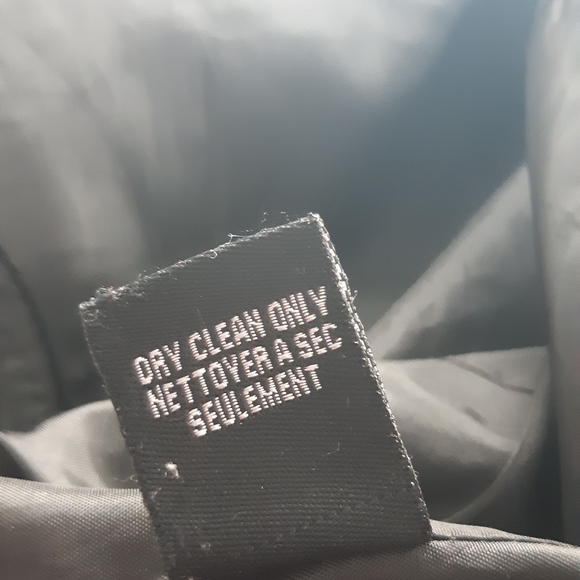 DRY CLEAN ONLY
NETTOYER A SEC
SEULEMENT